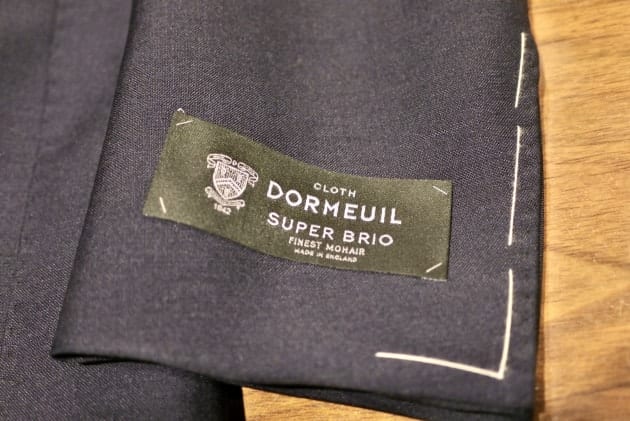 1842
CLOTH
DORMEUIL
SUPER BRIO
FINEST MOHAIR
MADE IN ENGLAND